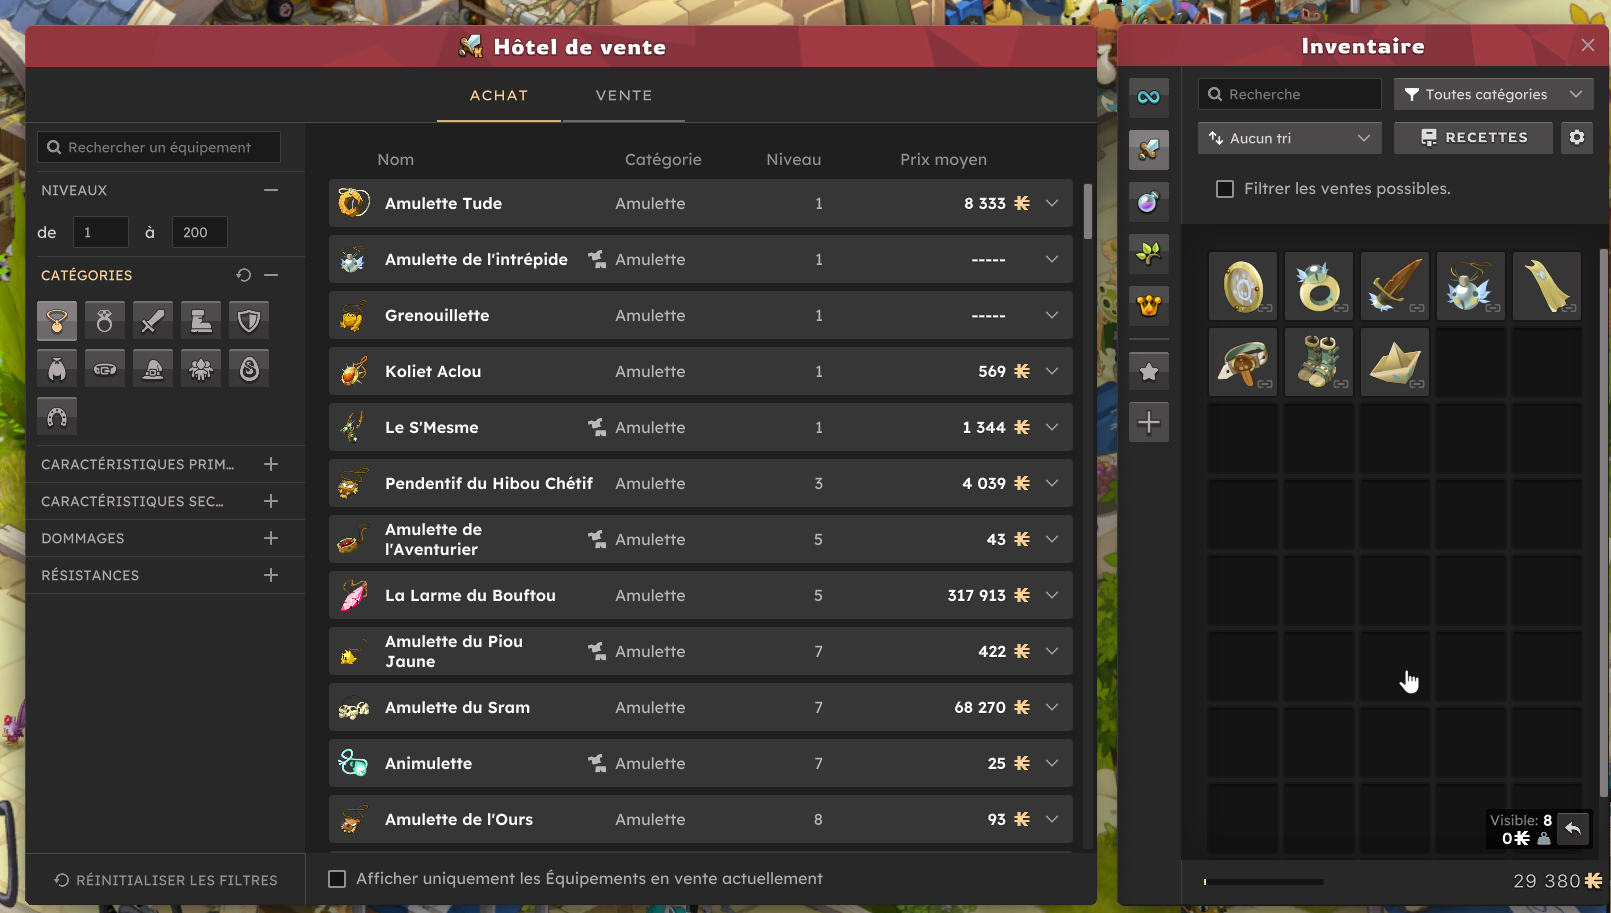 Hôtel de vente
ACHAT VENTE
Rechercher un équipement
NIVEAUX
de 1 à 200
CATÉGORIES
CARACTÉRISTIQUES PRIM...
CARACTÉRISTIQUES SEC...
DOMMAGES
RÉSISTANCES
RÉINITIALISER LES FILTRES
Nom Catégorie Niveau Prix moyen
Amulette Tude Amulette 1 8 333
Amulette de l'intrépide Amulette 1 -----
Grenouillette Amulette 1 -----
Koliet Aclou Amulette 1 569
Le S'Mesme Amulette 1 1 344
Pendentif du Hibou Chétif Amulette 3 4 039
Amulette de
l'Aventurier Amulette 5 43
La Larme du Bouftou Amulette 5 317 913
Amulette du Piou
Jaune Amulette 7 422
Amulette du Sram Amulette 7 68 270
Animulette Amulette 7 25
Amulette de l'Ours Amulette 8 93
Afficher uniquement les Équipements en vente actuellement
Inventaire
Recherche Toutes catégories
Aucun tri RECETTES
Filtrer les ventes possibles.
Visible: 8
0
29 380